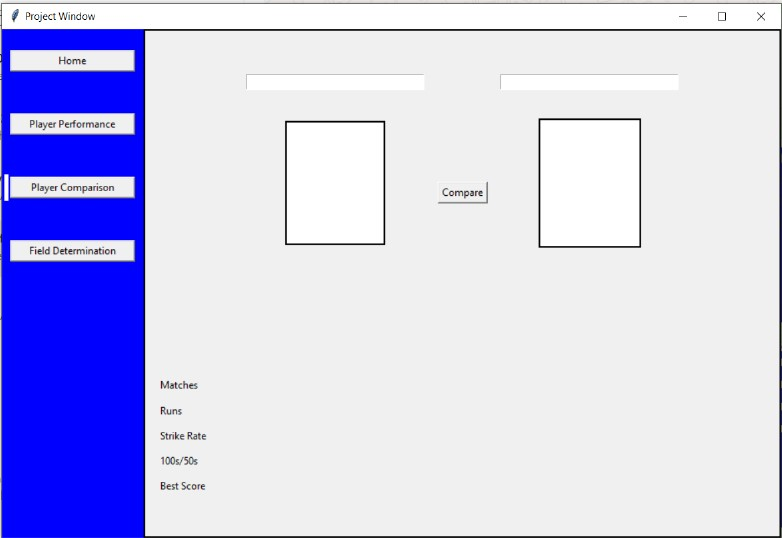 Project Window
Home
Player Performance
Player Comparison
Field Determination
Compare
Matches
Runs
Strike Rate
100s/50s
Best Score